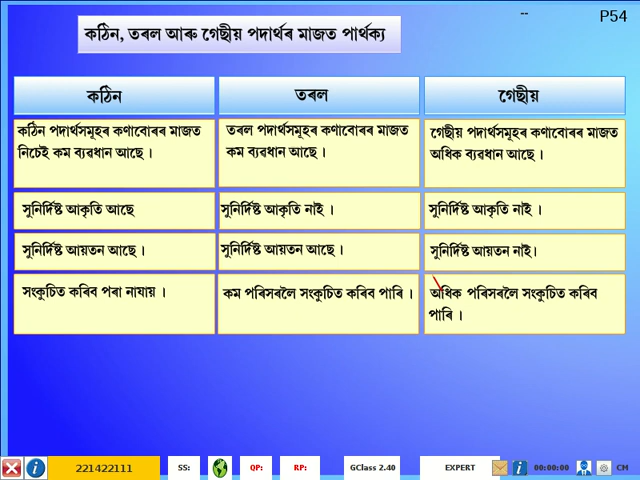 --
P54
কঠিন, তৰল আৰু গেছীয় পদাৰ্থৰ মাজত পাৰ্থক্য
কঠিন
তৰল
গেছীয়
কঠিন পদাৰ্থসমূহৰ কণাবোৰৰ মাজত
নিচেই কম ব্যৱধান আছে ।
তৰল পদাৰ্থসমূহৰ কণাবোৰৰ মাজত
কম ব্যৱধান আছে ।
গেছীয় পদাৰ্থসমূহৰ কণাবোৰৰ মাজত
অধিক ব্যৱধান আছে ।
সুনিৰ্দিষ্ট আকৃতি আছে
সুনিৰ্দিষ্ট আকৃতি নাই ।
সুনিৰ্দিষ্ট আকৃতি নাই ।
সুনিৰ্দিষ্ট আয়তন আছে ।
সুনিৰ্দিষ্ট আয়তন আছে ।
সুনিৰ্দিষ্ট আয়তন নাই।
সংকুচিত কৰিব পৰা নাযায় ।
কম পৰিসৰলৈ সংকুচিত কৰিব পাৰি ।
অধিক পৰিসৰলৈ সংকুচিত কৰিব
পাৰি ।
221422111 SS: QP: RP: GClass 2.40 EXPERT 00:00:00 CM